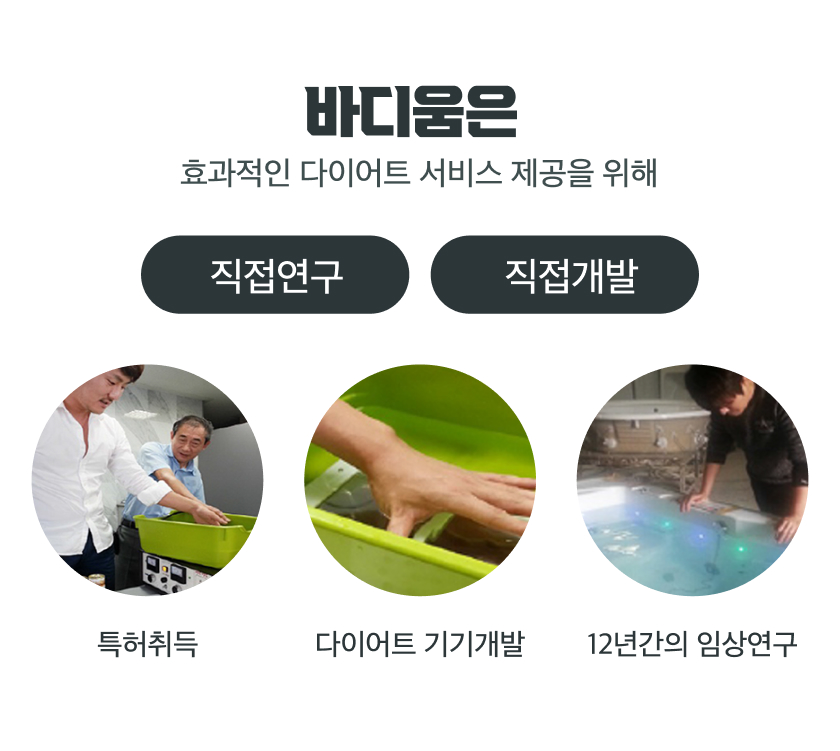 바디움은
효과적인 다이어트 서비스 제공을 위해
직접연구
직접개발
특허취득
다이어트 기기개발
12년간의 임상연구